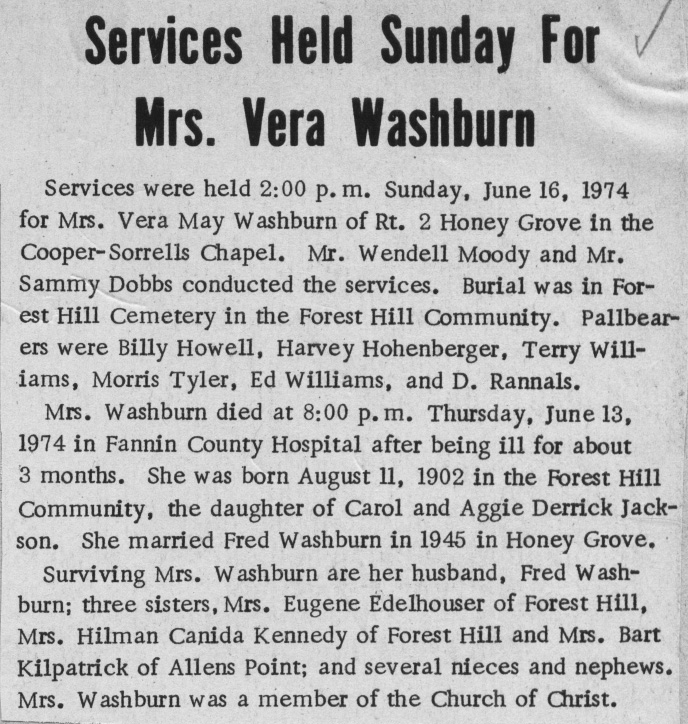 Services Held Sunday For
Mrs. Vera Washburn
Services were held 2:00 p.m. Sunday, June 16, 1974
for Mrs. Vera May Washburn of Rt. 2 Honey Grove in the
Cooper-Sorrells Chapel. Mr. Wendell Moody and Mr.
Sammy Dobbs conducted the services. Burial was in For-
est Hill Cemetery in the Forest Hill Community. Pallbear-
ers were Billy Howell, Harvey Hohenberger, Terry Will-
iams, Morris Tyler, Ed Williams, and D. Rannals.
Mrs. Washburn died at 8:00 p.m. Thursday, June 13,
1974 in Fannin County Hospital after being ill for about
3 months. She was born August 11, 1902 in the Forest Hill
Community, the daughter of Carol and Aggie Derrick Jack-
son. She married Fred Washburn in 1945 in Honey Grove.
Surviving Mrs. Washburn are her husband, Fred Wash-
burn; three sisters, Mrs. Eugene Edelhouser of Forest Hill,
Mrs. Hilman Canida Kennedy of Forest Hill and Mrs. Bart
Kilpatrick of Allens Point; and several nieces and nephews.
Mrs. Washburn was a member of the Church of Christ.